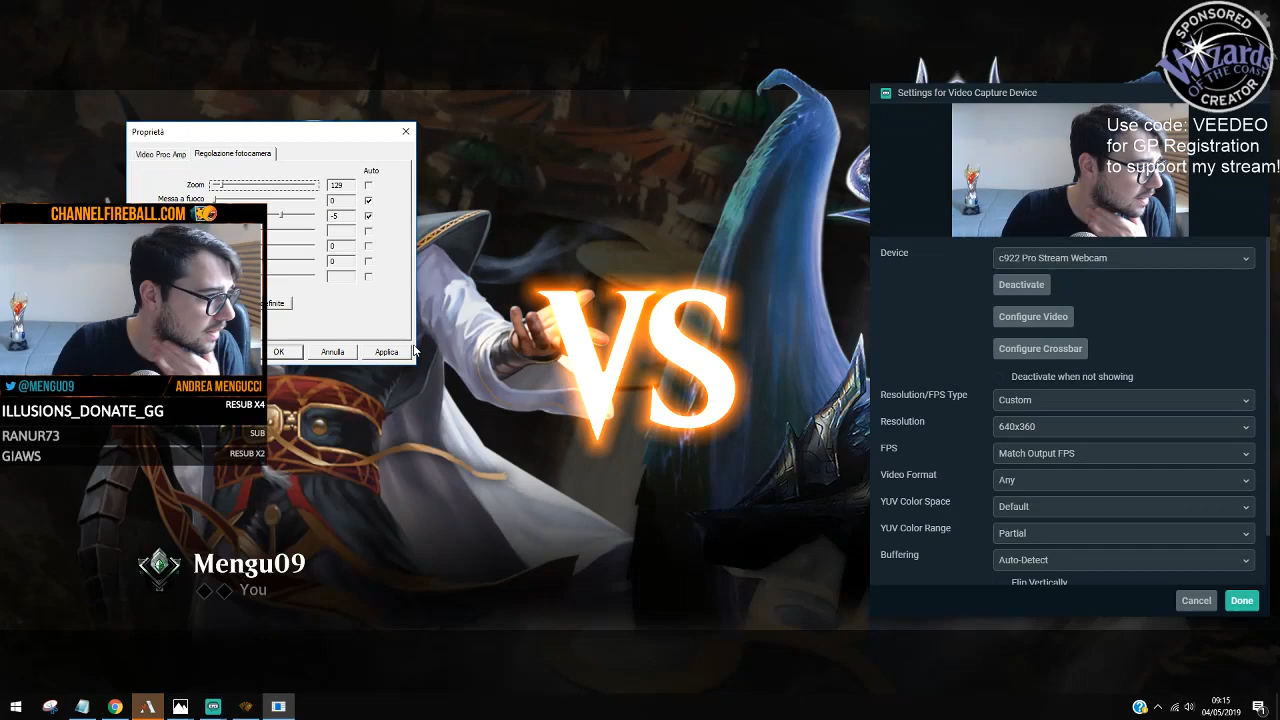 SPONSORED
Wizards
OF THE COAST
CREATOR
Settings for Video Capture Device
Use code: VEEDEO
for GP Registration
to support my stream!
Proprietà
Video Proc Amp
Regolazione fotocamera
Auto
Zoom
129
Messa a fuoco
0
-5
0
0
OK
Annulla
Applica
CHANNELFIREBALL.COM
@MENGU09
ANDREA MENGUCCI
ILLUSIONS_DONATE_GG
RESUB X4
RANUR73
SUB
GIAWS
RESUB X2
VS
Mengu09
You
Device
c922 Pro Stream Webcam
Deactivate
Configure Video
Configure Crossbar
Deactivate when not showing
Resolution/FPS Type
Custom
Resolution
640x360
FPS
Match Output FPS
Video Format
Any
YUV Color Space
Default
YUV Color Range
Partial
Buffering
Auto-Detect
Flip Vertically
Cancel
Done
09:15
04/05/2019